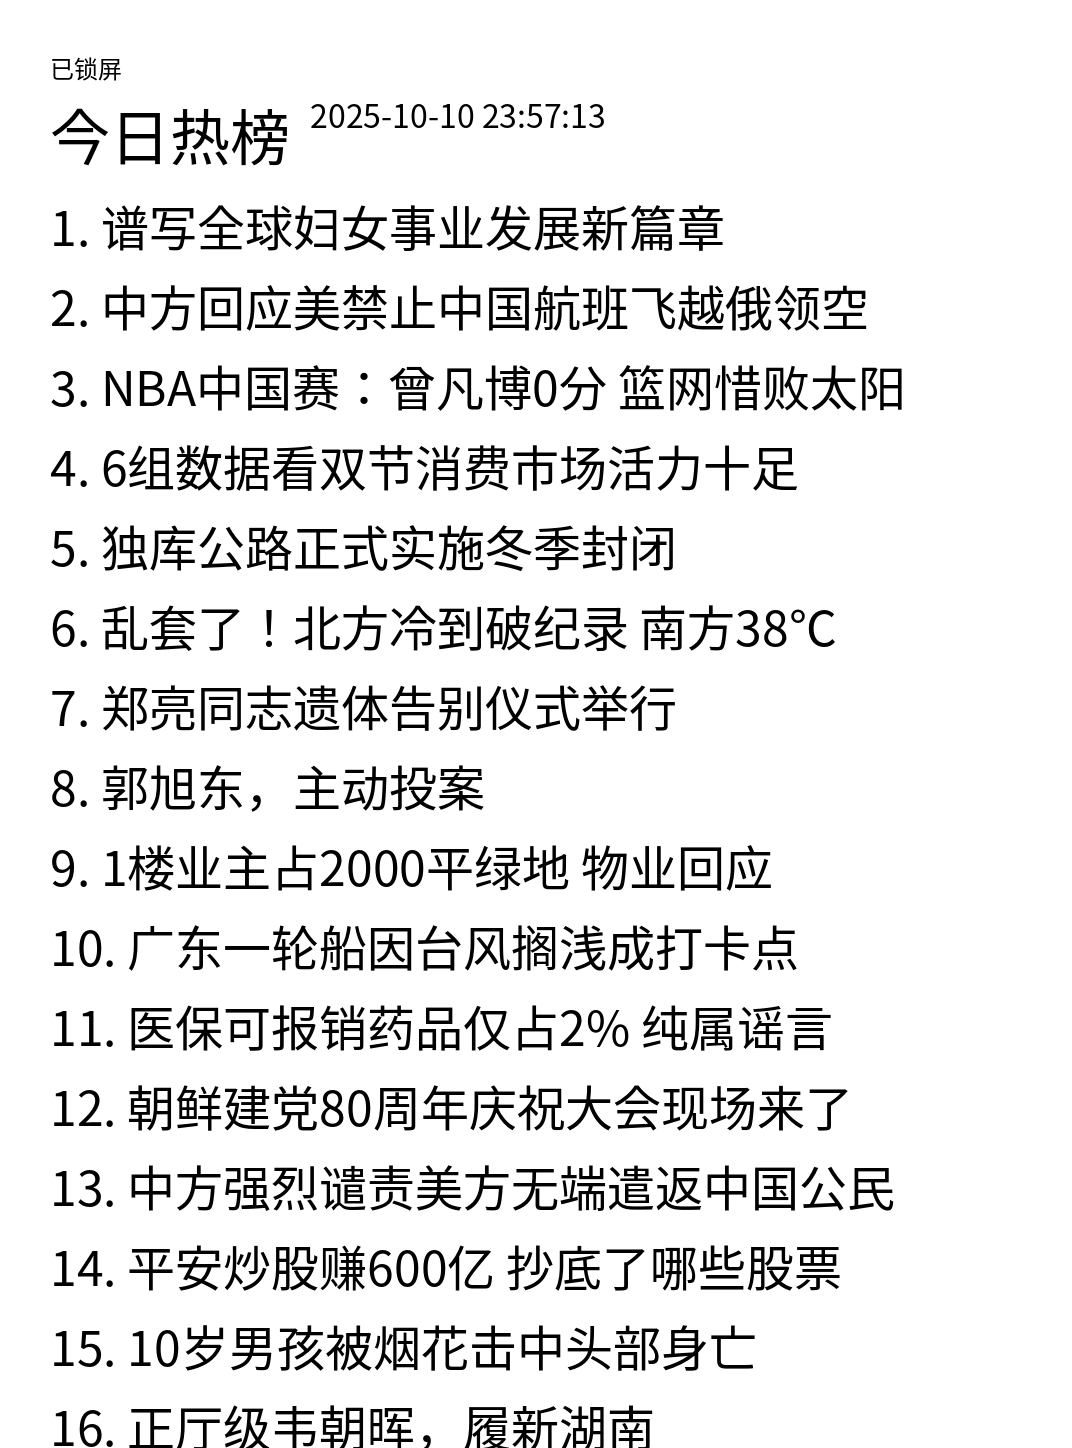 已锁屏
今日热榜 2025-10-10 23:57:13
1. 谱写全球妇女事业发展新篇章
2. 中方回应美禁止中国航班飞越俄领空
3. NBA中国赛：曾凡博0分 篮网惜败太阳
4. 6组数据看双节消费市场活力十足
5. 独库公路正式实施冬季封闭
6. 乱套了！北方冷到破纪录 南方38℃
7. 郑亮同志遗体告别仪式举行
8. 郭旭东，主动投案
9. 1楼业主占2000平绿地 物业回应
10. 广东一轮船因台风搁浅成打卡点
11. 医保可报销药品仅占2% 纯属谣言
12. 朝鲜建党80周年庆祝大会现场来了
13. 中方强烈谴责美方无端遣返中国公民
14. 平安炒股赚600亿 抄底了哪些股票
15. 10岁男孩被烟花击中头部身亡
16. 正厅级韦朝晖，履新湖南